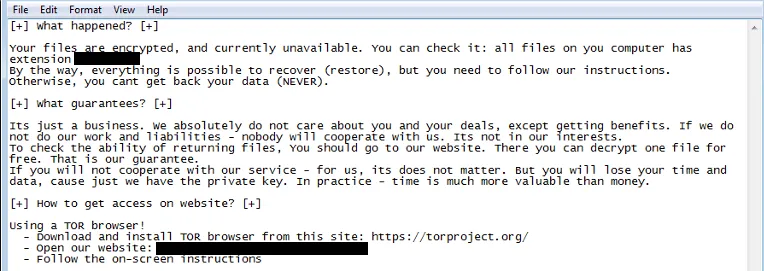 File Edit Format View Help
[+] What happened? [+]
Your files are encrypted, and currently unavailable. You can check it: all files on you computer has
extension
By the way, everything is possible to recover (restore), but you need to follow our instructions.
Otherwise, you cant get back your data (NEVER).
[+] What guarantees? [+]
Its just a business. We absolutely do not care about you and your deals, except getting benefits. If we do
not do our work and liabilities - nobody will cooperate with us. Its not in our interests.
To check the ability of returning files, You should go to our website. There you can decrypt one file for
free. That is our guarantee.
If you will not cooperate with our service - for us, its does not matter. But you will lose your time and
data, cause just we have the private key. In practice - time is much more valuable than money.
[+] How to get access on website? [+]
Using a TOR browser!
- Download and install TOR browser from this site: https://torproject.org/
- Open our website:
- Follow the on-screen instructions